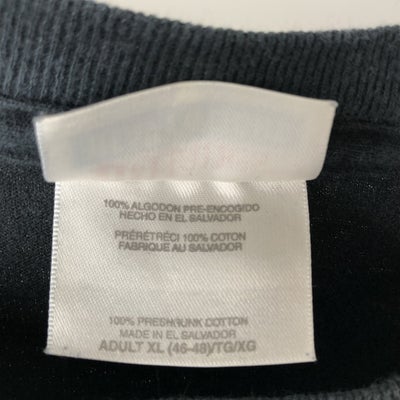 100% ALGODON PRE-ENCOGIDO
HECHO EN EL SALVADOR
PRÉRÉTRÉCI 100% COTON
FABRIQUE AU SALVADOR
100% PRESHRUNK COTTON
MADE IN EL SALVADOR
ADULT XL (46-48)/TG/XG